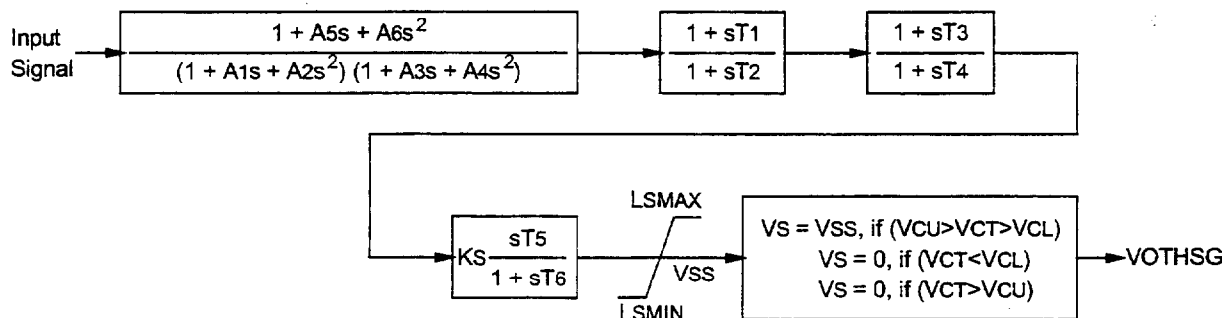 Input
Signal
1 + A5s + A6s²
(1 + A1s + A2s²) (1 + A3s + A4s²)
1 + sT1
1 + sT2
1 + sT3
1 + sT4
KS
sT5
1 + sT6
LSMAX
VSS
LSMIN
VS = VSS, if (VCU>VCT>VCL)
VS = 0, if (VCT<VCL)
VS = 0, if (VCT>VCU)
VOTHSG